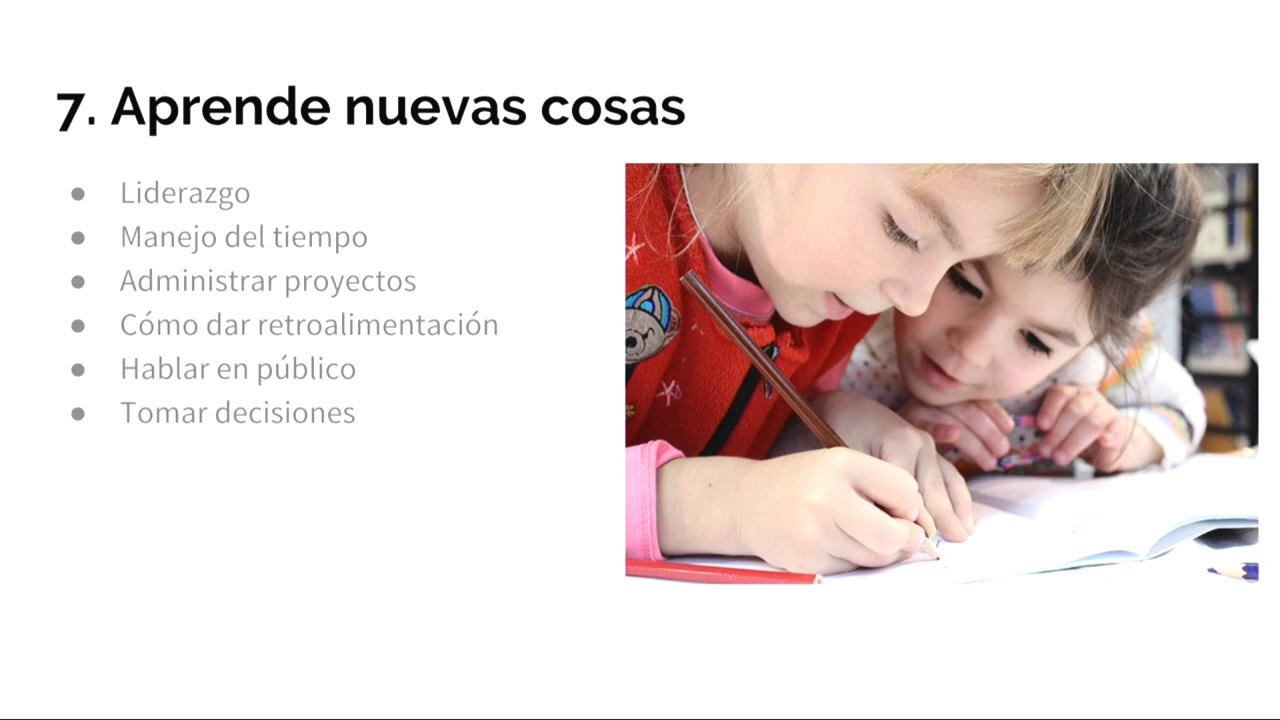 7. Aprende nuevas cosas
● Liderazgo
● Manejo del tiempo
● Administrar proyectos
● Cómo dar retroalimentación
● Hablar en público
● Tomar decisiones